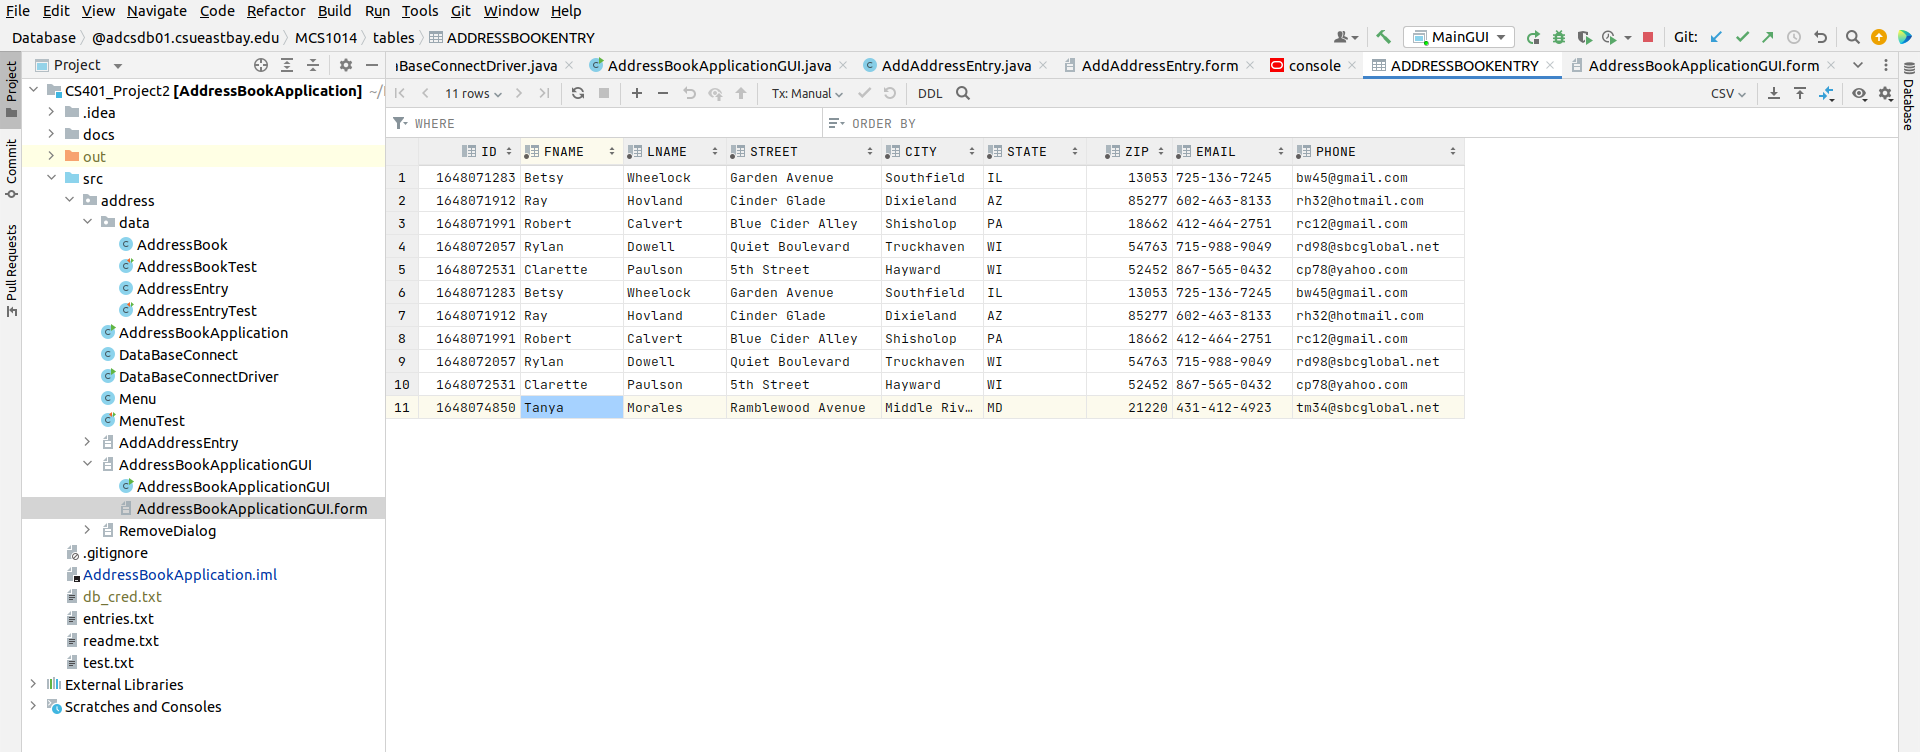 File Edit View Navigate Code Refactor Build Run Tools Git Window Help
Database @adcsdb01.csueastbay.edu MCS1014 tables ADDRESSBOOKENTRY MainGUI Git:
Project aBaseConnectDriver.java AddressBookApplicationGUI.java AddAddressEntry.java AddAddressEntry.form console ADDRESSBOOKENTRY AddressBookApplicationGUI.form
11 rows Tx: Manual DDL CSV
WHERE ORDER BY
Project
Commit
Pull Requests
Database
CS401_Project2 [AddressBookApplication] ~/
.idea
docs
out
src
address
data
AddressBook
AddressBookTest
AddressEntry
AddressEntryTest
AddressBookApplication
DataBaseConnect
DataBaseConnectDriver
Menu
MenuTest
AddAddressEntry
AddressBookApplicationGUI
AddressBookApplicationGUI
AddressBookApplicationGUI.form
RemoveDialog
.gitignore
AddressBookApplication.iml
db_cred.txt
entries.txt
readme.txt
test.txt
External Libraries
Scratches and Consoles
ID FNAME LNAME STREET CITY STATE ZIP EMAIL PHONE
1 1648071283 Betsy Wheelock Garden Avenue Southfield IL 13053 725-136-7245 bw45@gmail.com
2 1648071912 Ray Hovland Cinder Glade Dixieland AZ 85277 602-463-8133 rh32@hotmail.com
3 1648071991 Robert Calvert Blue Cider Alley Shisholop PA 18662 412-464-2751 rc12@gmail.com
4 1648072057 Rylan Dowell Quiet Boulevard Truckhaven WI 54763 715-988-9049 rd98@sbcglobal.net
5 1648072531 Clarette Paulson 5th Street Hayward WI 52452 867-565-0432 cp78@yahoo.com
6 1648071283 Betsy Wheelock Garden Avenue Southfield IL 13053 725-136-7245 bw45@gmail.com
7 1648071912 Ray Hovland Cinder Glade Dixieland AZ 85277 602-463-8133 rh32@hotmail.com
8 1648071991 Robert Calvert Blue Cider Alley Shisholop PA 18662 412-464-2751 rc12@gmail.com
9 1648072057 Rylan Dowell Quiet Boulevard Truckhaven WI 54763 715-988-9049 rd98@sbcglobal.net
10 1648072531 Clarette Paulson 5th Street Hayward WI 52452 867-565-0432 cp78@yahoo.com
11 1648074850 Tanya Morales Ramblewood Avenue Middle Riv… MD 21220 431-412-4923 tm34@sbcglobal.net